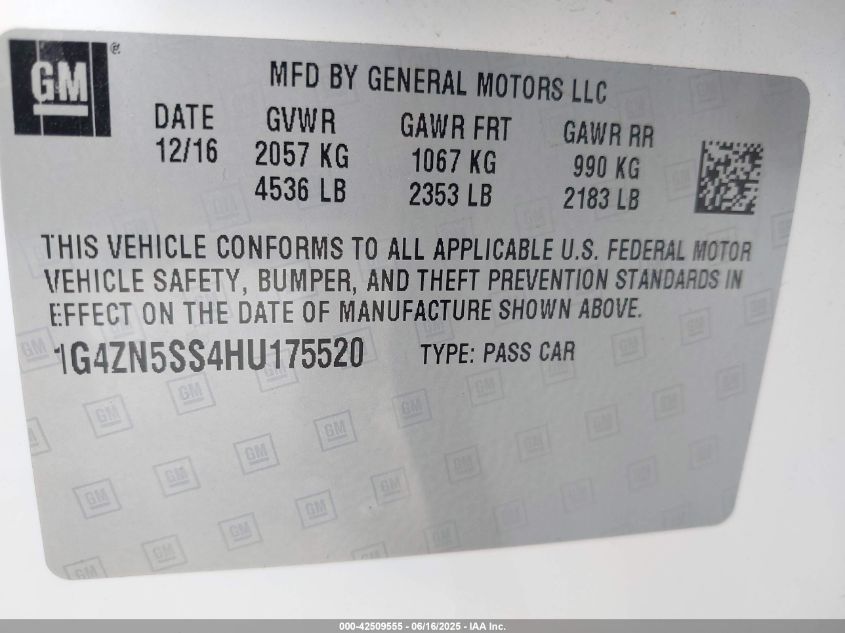 GM ®
MFD BY GENERAL MOTORS LLC
DATE GVWR GAWR FRT GAWR RR
12/16 2057 KG 1067 KG 990 KG
4536 LB 2353 LB 2183 LB
THIS VEHICLE CONFORMS TO ALL APPLICABLE U.S. FEDERAL MOTOR
VEHICLE SAFETY, BUMPER, AND THEFT PREVENTION STANDARDS IN
EFFECT ON THE DATE OF MANUFACTURE SHOWN ABOVE.
1G4ZN5SS4HU175520 TYPE: PASS CAR
000-42509555 - 06/16/2025 - IAA Inc.